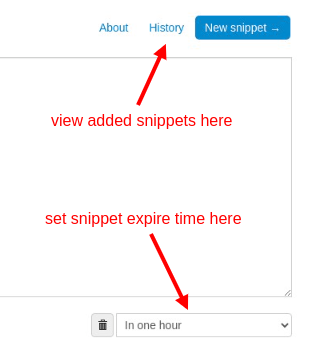 About History New snippet →
view added snippets here
set snippet expire time here
In one hour